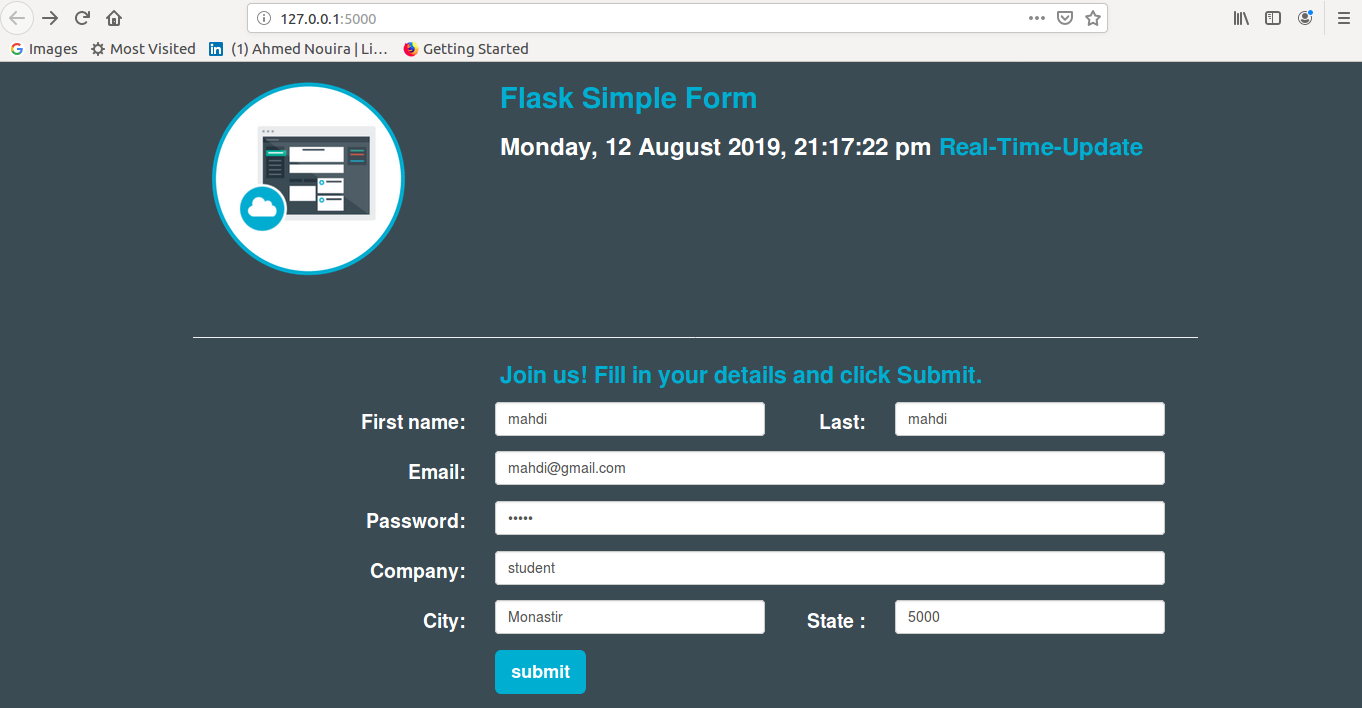 127.0.0.1:5000
Images Most Visited (1) Ahmed Nouira | Li… Getting Started
Flask Simple Form
Monday, 12 August 2019, 21:17:22 pm Real-Time-Update
Join us! Fill in your details and click Submit.
First name: mahdi Last: mahdi
Email: mahdi@gmail.com
Password: •••••
Company: student
City: Monastir State : 5000
submit